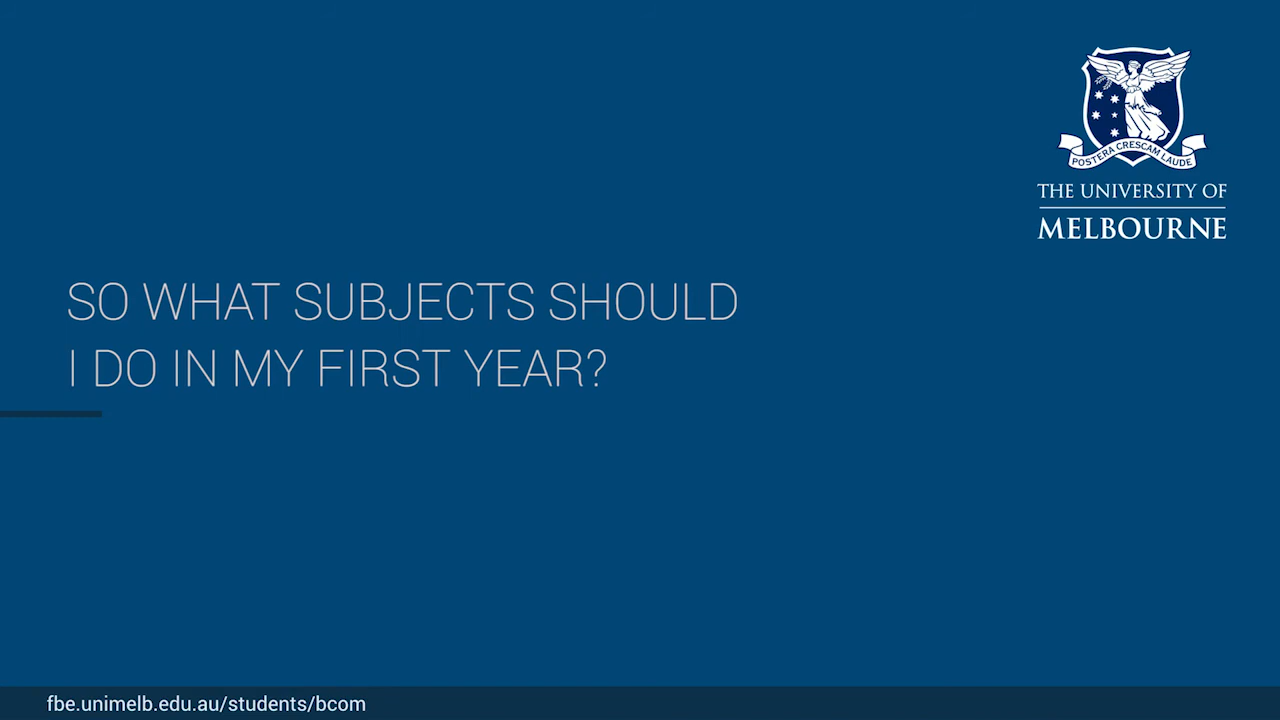 POSTERA CRESCAM LAUDE
THE UNIVERSITY OF
MELBOURNE
SO WHAT SUBJECTS SHOULD
I DO IN MY FIRST YEAR?
fbe.unimelb.edu.au/students/bcom